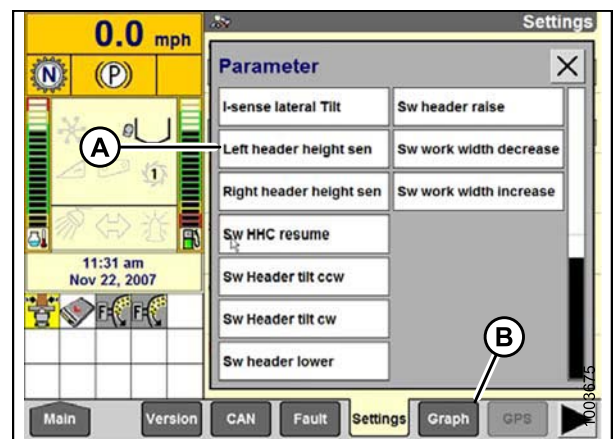 0.0 mph
Settings
N
(P)
Parameter
X
I-sense lateral Tilt
Sw header raise
A
Left header height sen
Sw work width decrease
1
Right header height sen
Sw work width increase
Sw HHC resume
11:31 am
Nov 22, 2007
Sw Header tilt ccw
F
F
Sw Header tilt cw
B
Sw header lower
Main
Version
CAN
Fault
Settings
Graph
GPS
1003675